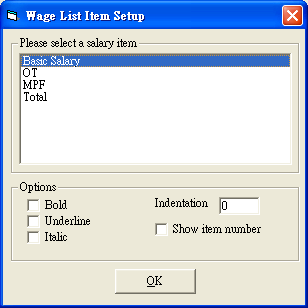 Wage List Item Setup
Please select a salary item
Basic Salary
OT
MPF
Total
Options
Bold
Indentation 0
Underline
Show item number
Italic
OK